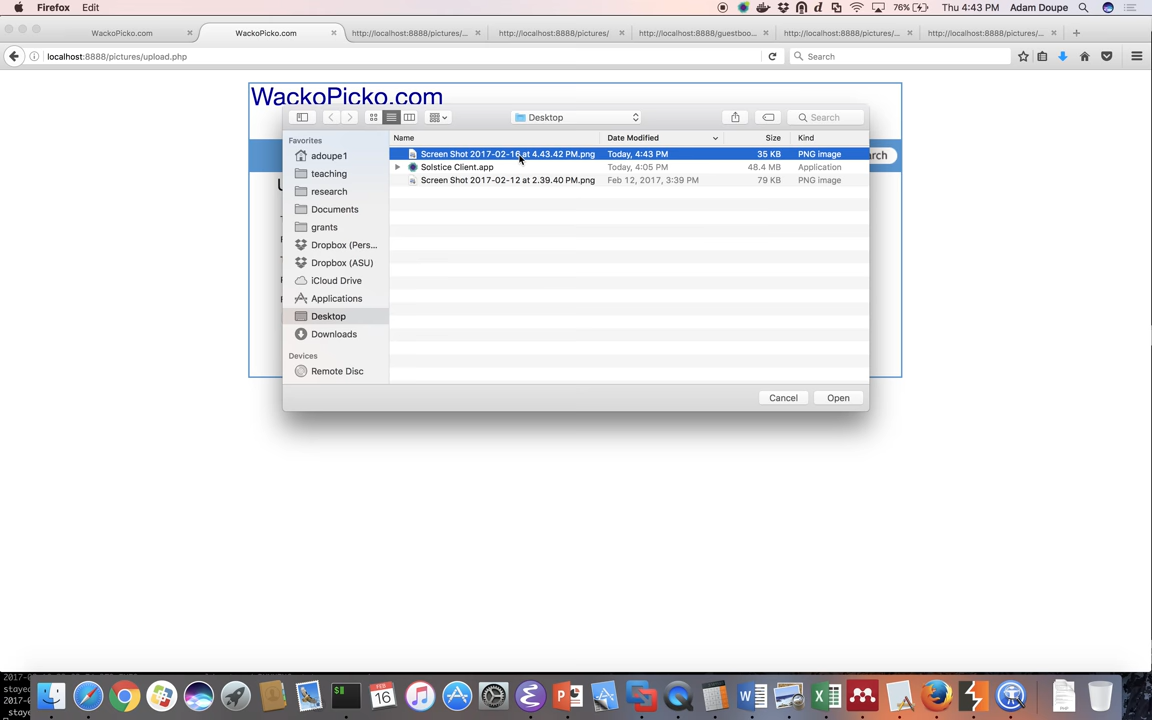 Firefox Edit 76% Thu 4:43 PM Adam Doupe
WackoPicko.com × WackoPicko.com × http://localhost:8888/pictures/... × http://localhost:8888/pictures/ × http://localhost:8888/guestboo... × http://localhost:8888/pictures/... × http://localhost:8888/pictures/... × +
localhost:8888/pictures/upload.php Search
WackoPicko.com
Desktop Search
Favorites Name Date Modified Size Kind
adoupe1 Screen Shot 2017-02-16 at 4.43.42 PM.png Today, 4:43 PM 35 KB PNG image
teaching Solstice Client.app Today, 4:05 PM 48.4 MB Application
research Screen Shot 2017-02-12 at 2.39.40 PM.png Feb 12, 2017, 3:39 PM 79 KB PNG image
Documents
grants
Dropbox (Pers...
Dropbox (ASU)
iCloud Drive
Applications
Desktop
Downloads
Devices
Remote Disc
Cancel Open
arch
FEB
16